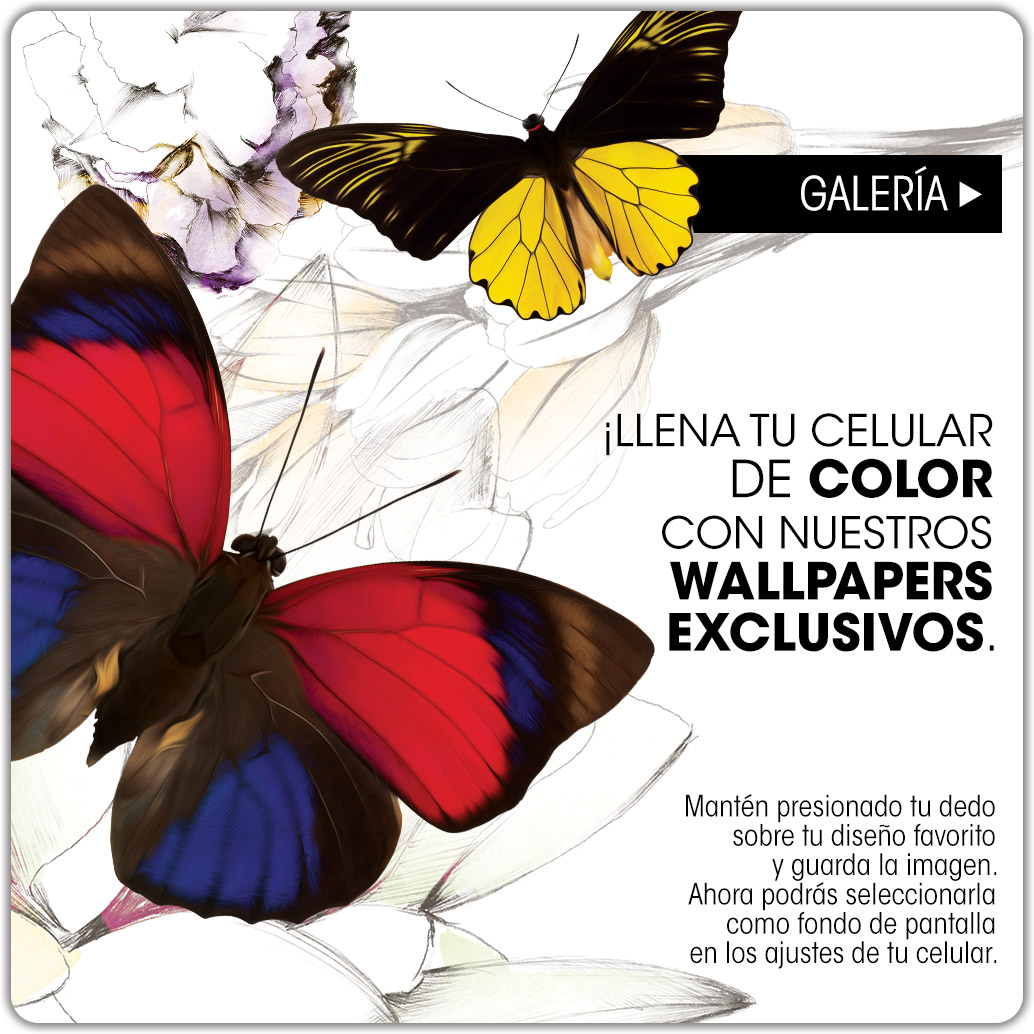 GALERÍA
¡LLENA TU CELULAR
DE COLOR
CON NUESTROS
WALLPAPERS
EXCLUSIVOS.
Mantén presionado tu dedo
sobre tu diseño favorito
y guarda la imagen.
Ahora podrás seleccionarla
como fondo de pantalla
en los ajustes de tu celular.